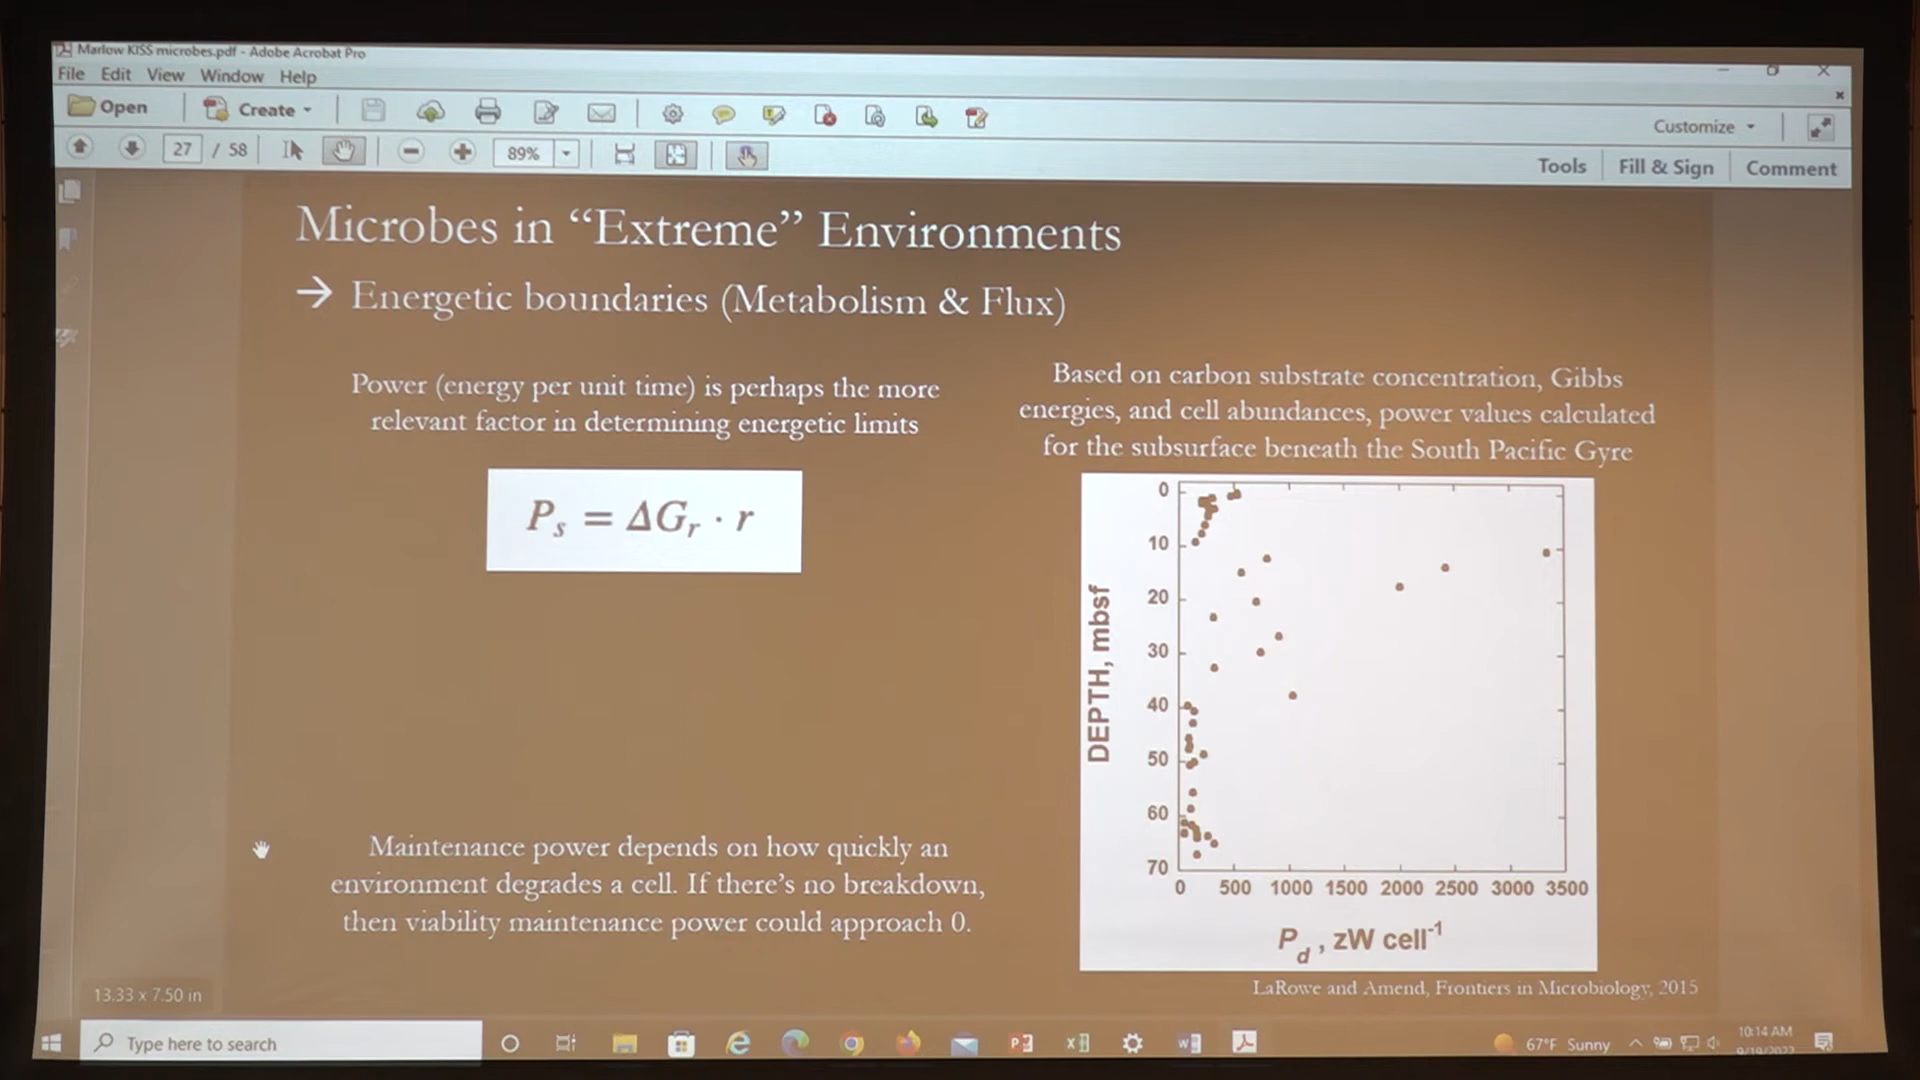 Marlow KISS microbes.pdf - Adobe Acrobat Pro
File Edit View Window Help
Open Create
Customize
27 / 58 89%
Tools Fill & Sign Comment
Microbes in “Extreme” Environments
→ Energetic boundaries (Metabolism & Flux)
Power (energy per unit time) is perhaps the more
relevant factor in determining energetic limits
P_s = ΔG_r · r
Maintenance power depends on how quickly an
environment degrades a cell. If there's no breakdown,
then viability maintenance power could approach 0.
Based on carbon substrate concentration, Gibbs
energies, and cell abundances, power values calculated
for the subsurface beneath the South Pacific Gyre
DEPTH, mbsf
0
10
20
30
40
50
60
70
0 500 1000 1500 2000 2500 3000 3500
P_d , zW cell⁻¹
LaRowe and Amend, Frontiers in Microbiology, 2015
13.33 x 7.50 in
Type here to search
67°F Sunny
10:14 AM